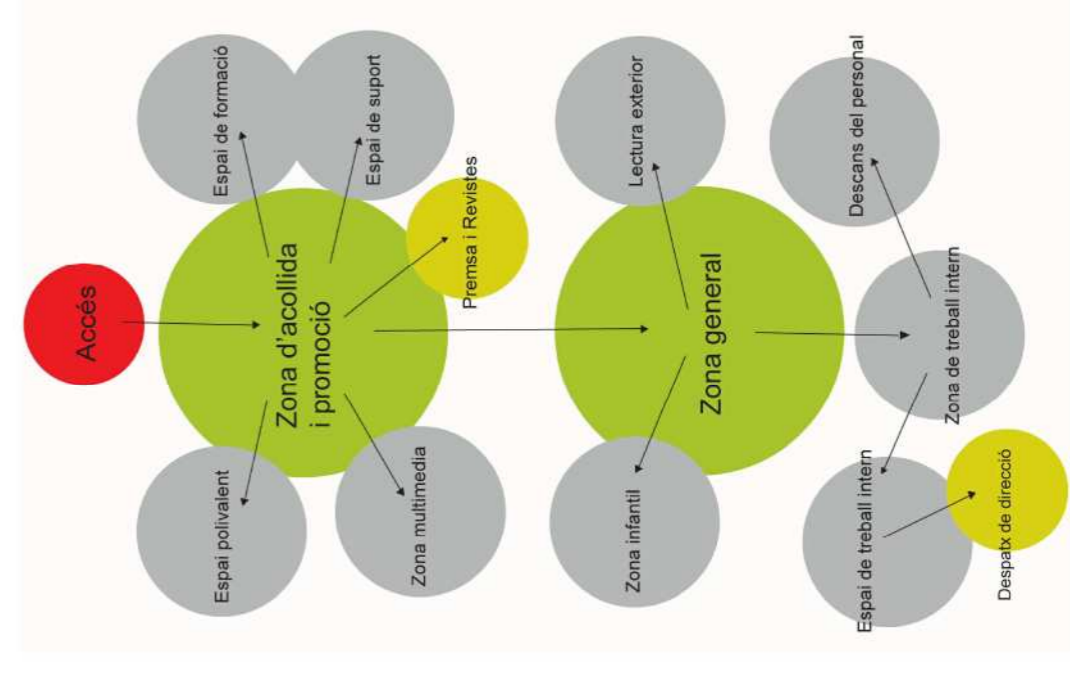 Accés
Espai de formació
Espai de suport
Zona d'acollida
i promoció
Premsa i Revistes
Espai polivalent
Zona multimedia
Lectura exterior
Zona general
Zona infantil
Descans del personal
Zona de treball intern
Espai de treball intern
Despatx de direcció